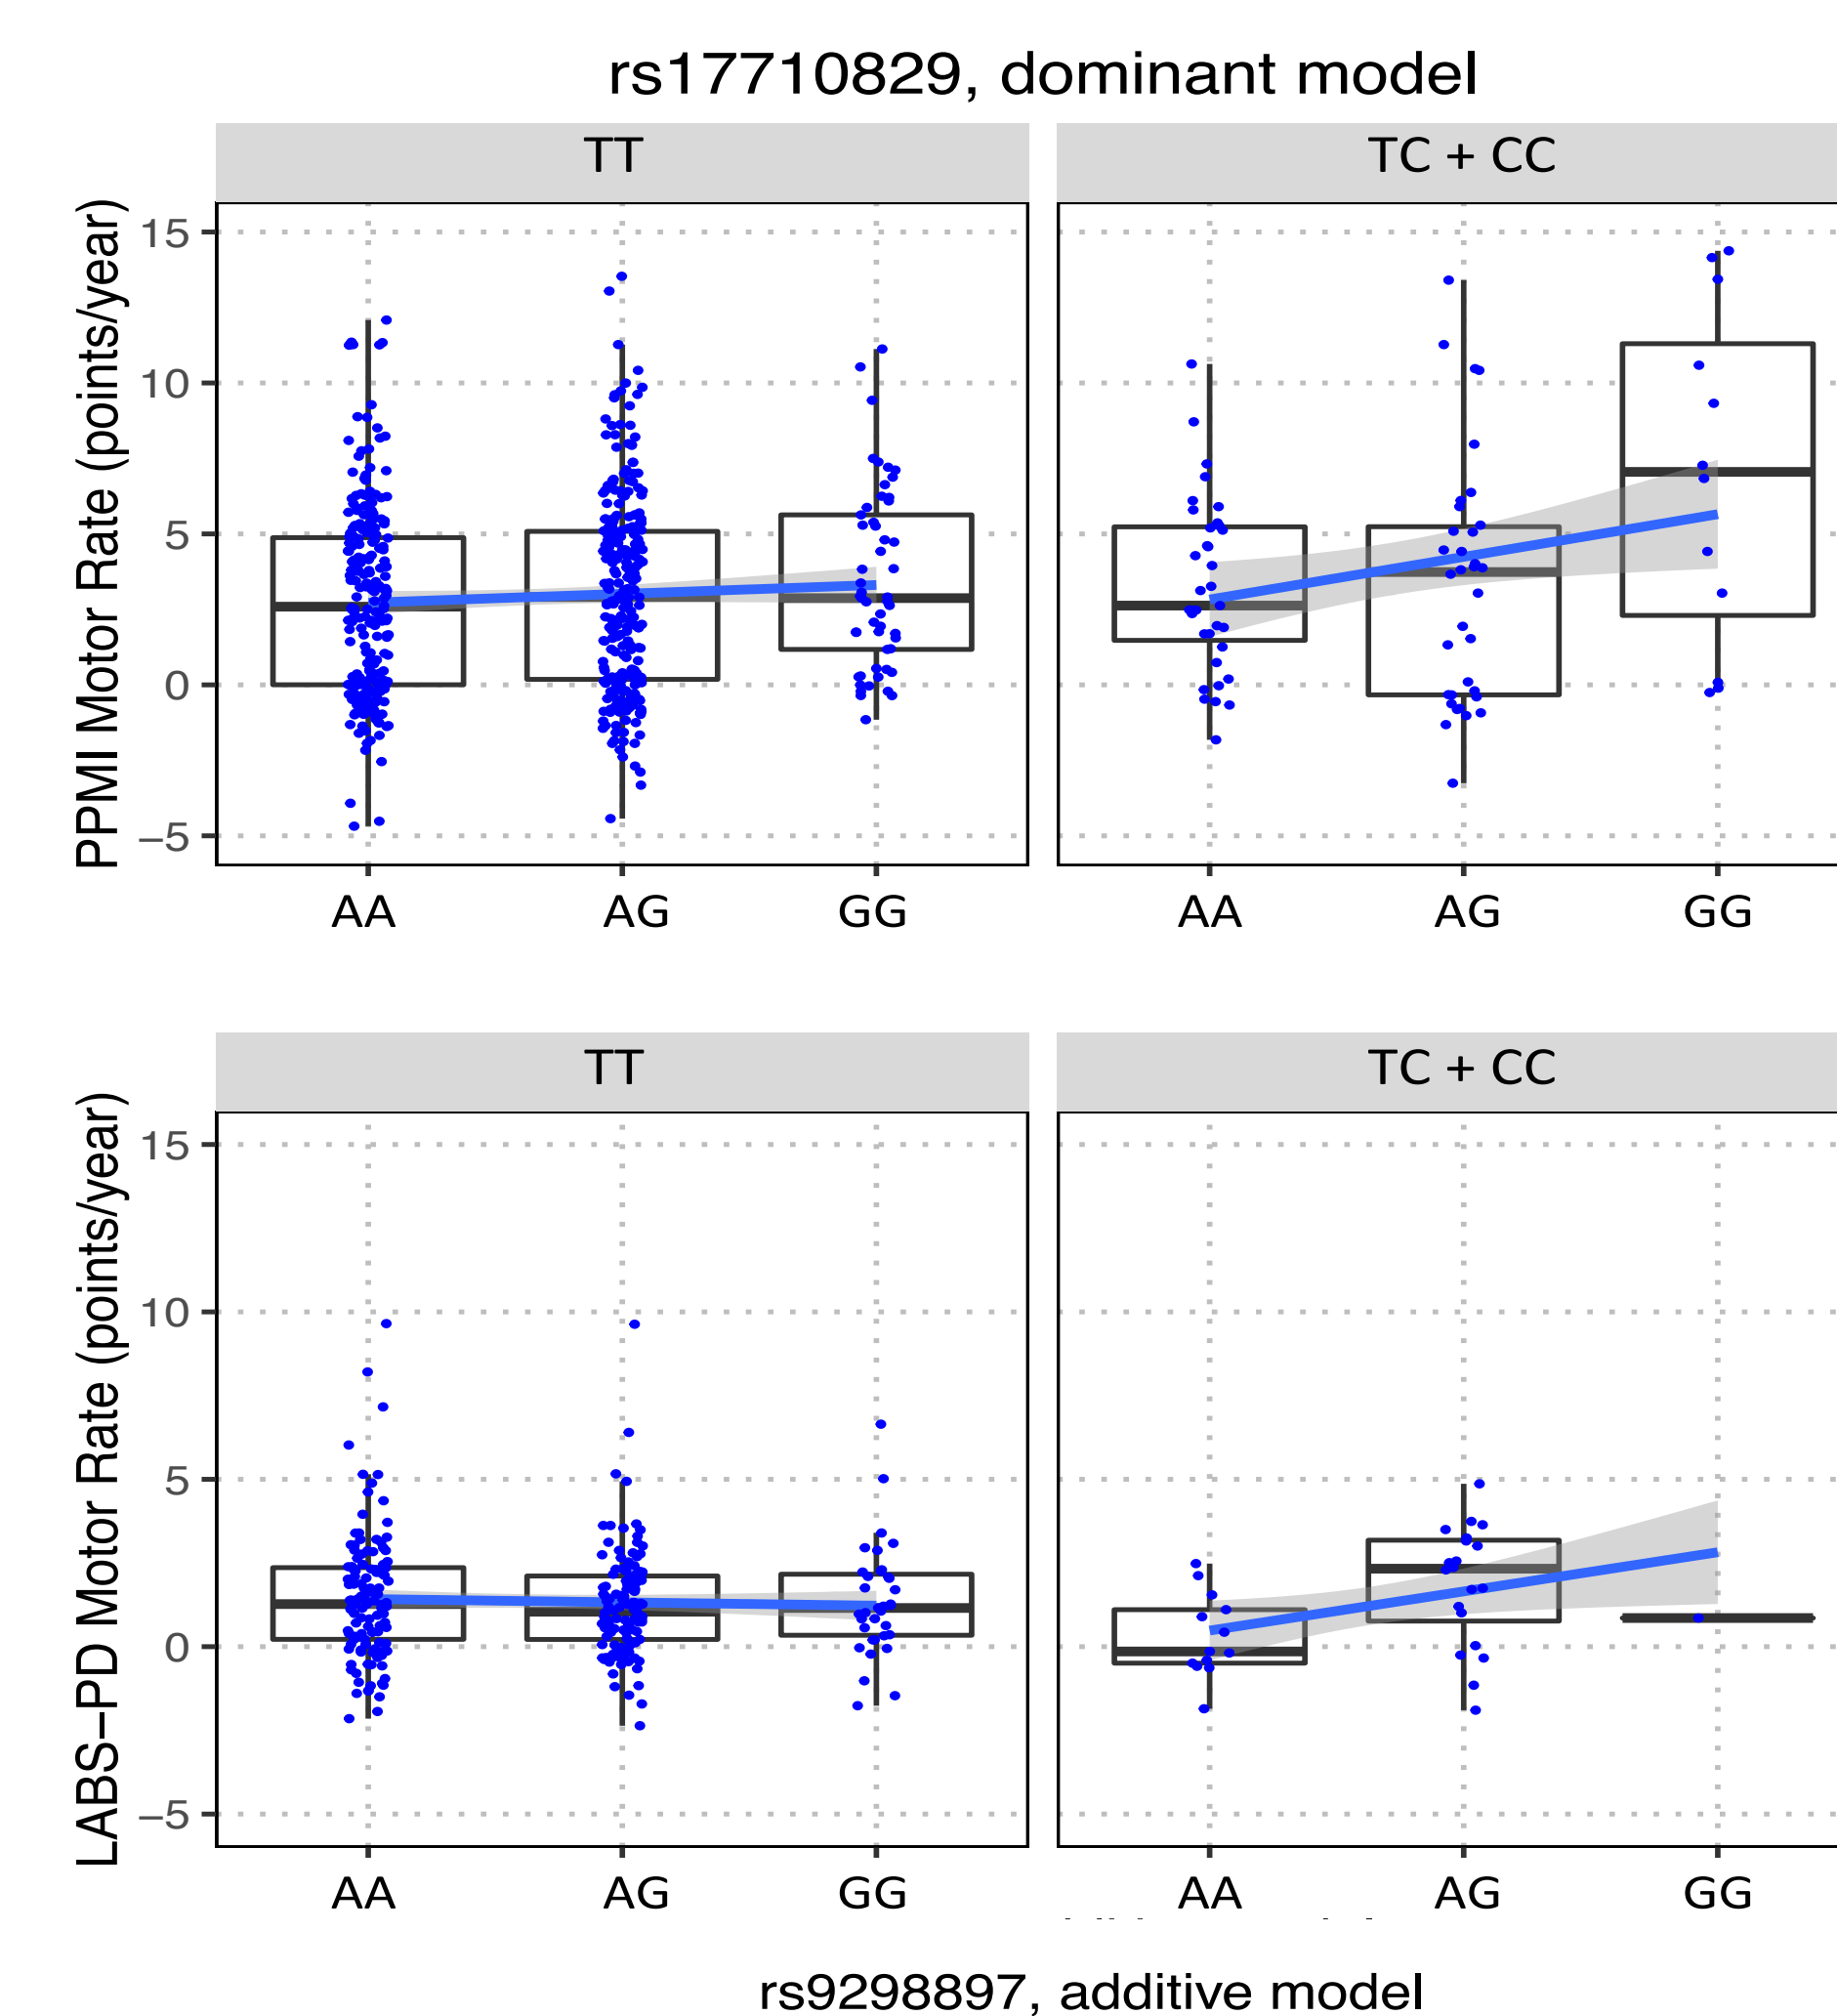 rs17710829, dominant model
TT
TC + CC
PPMI Motor Rate (points/year)
15
10
5
0
−5
AA
AG
GG
AA
AG
GG
TT
TC + CC
LABS−PD Motor Rate (points/year)
15
10
5
0
−5
AA
AG
GG
AA
AG
GG
rs9298897, additive model